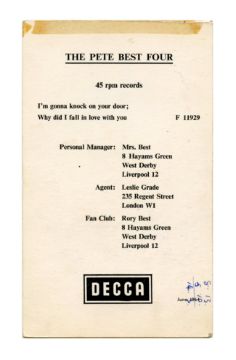 THE PETE BEST FOUR
45 rpm records
I'm gonna knock on your door;
Why did I fall in love with you F 11929
Personal Manager: Mrs. Best
8 Hayams Green
West Derby
Liverpool 12
Agent: Leslie Grade
235 Regent Street
London W1
Fan Club: Rory Best
8 Hayams Green
West Derby
Liverpool 12
DECCA